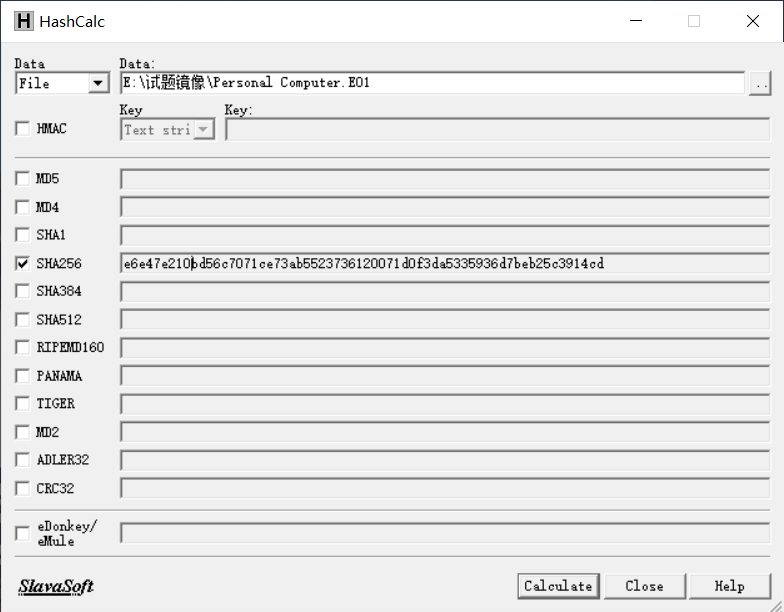 HashCalc
Data Data:
File E:\试题镜像\Personal Computer.E01 ..
Key Key:
HMAC Text stri
MD5
MD4
SHA1
SHA256 e6e47e210bd56c7071ce73ab5523736120071d0f3da5335936d7beb25c3914cd
SHA384
SHA512
RIPEMD160
PANAMA
TIGER
MD2
ADLER32
CRC32
eDonkey/
eMule
SlavaSoft Calculate Close Help